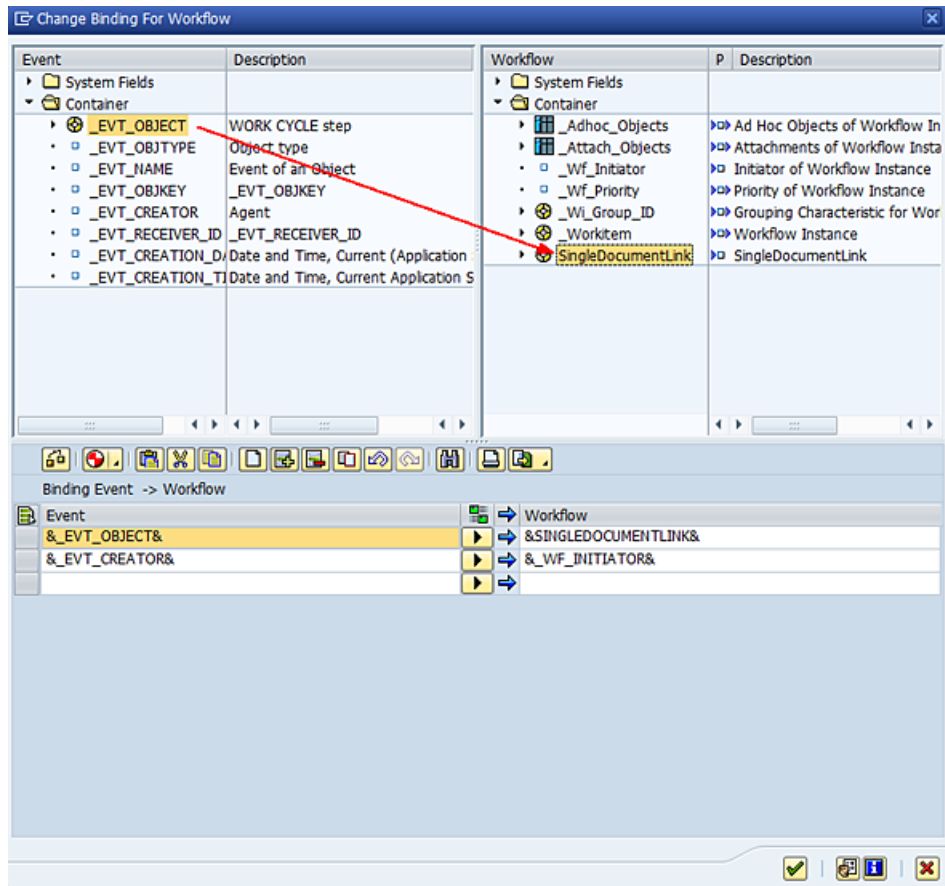 Change Binding For Workflow
Event Description
System Fields
Container
_EVT_OBJECT WORK CYCLE step
_EVT_OBJTYPE Object type
_EVT_NAME Event of an Object
_EVT_OBJKEY _EVT_OBJKEY
_EVT_CREATOR Agent
_EVT_RECEIVER_ID _EVT_RECEIVER_ID
_EVT_CREATION_DA Date and Time, Current (Application
_EVT_CREATION_TI Date and Time, Current Application S
Workflow P Description
System Fields
Container
_Adhoc_Objects Ad Hoc Objects of Workflow In
_Attach_Objects Attachments of Workflow Insta
_Wf_Initiator Initiator of Workflow Instance
_Wf_Priority Priority of Workflow Instance
_Wi_Group_ID Grouping Characteristic for Wor
_Workitem Workflow Instance
SingleDocumentLink SingleDocumentLink
Binding Event -> Workflow
Event Workflow
&_EVT_OBJECT& &SINGLEDOCUMENTLINK&
&_EVT_CREATOR& &_WF_INITIATOR&